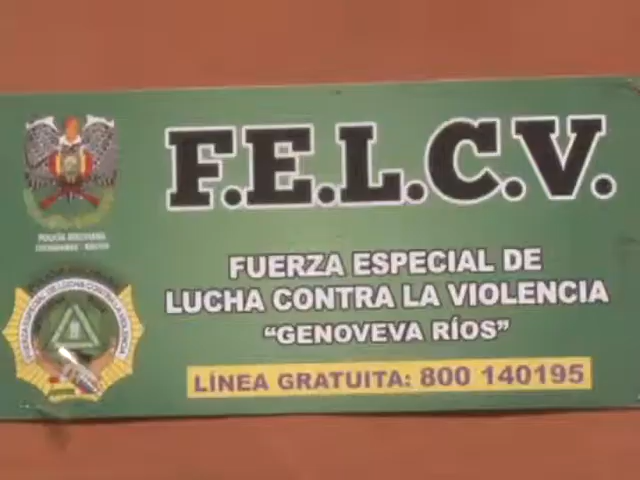 F.E.L.C.V.
FUERZA ESPECIAL DE
LUCHA CONTRA LA VIOLENCIA
“GENOVEVA RÍOS”
LÍNEA GRATUITA: 800 140195
POLICÍA BOLIVIANA